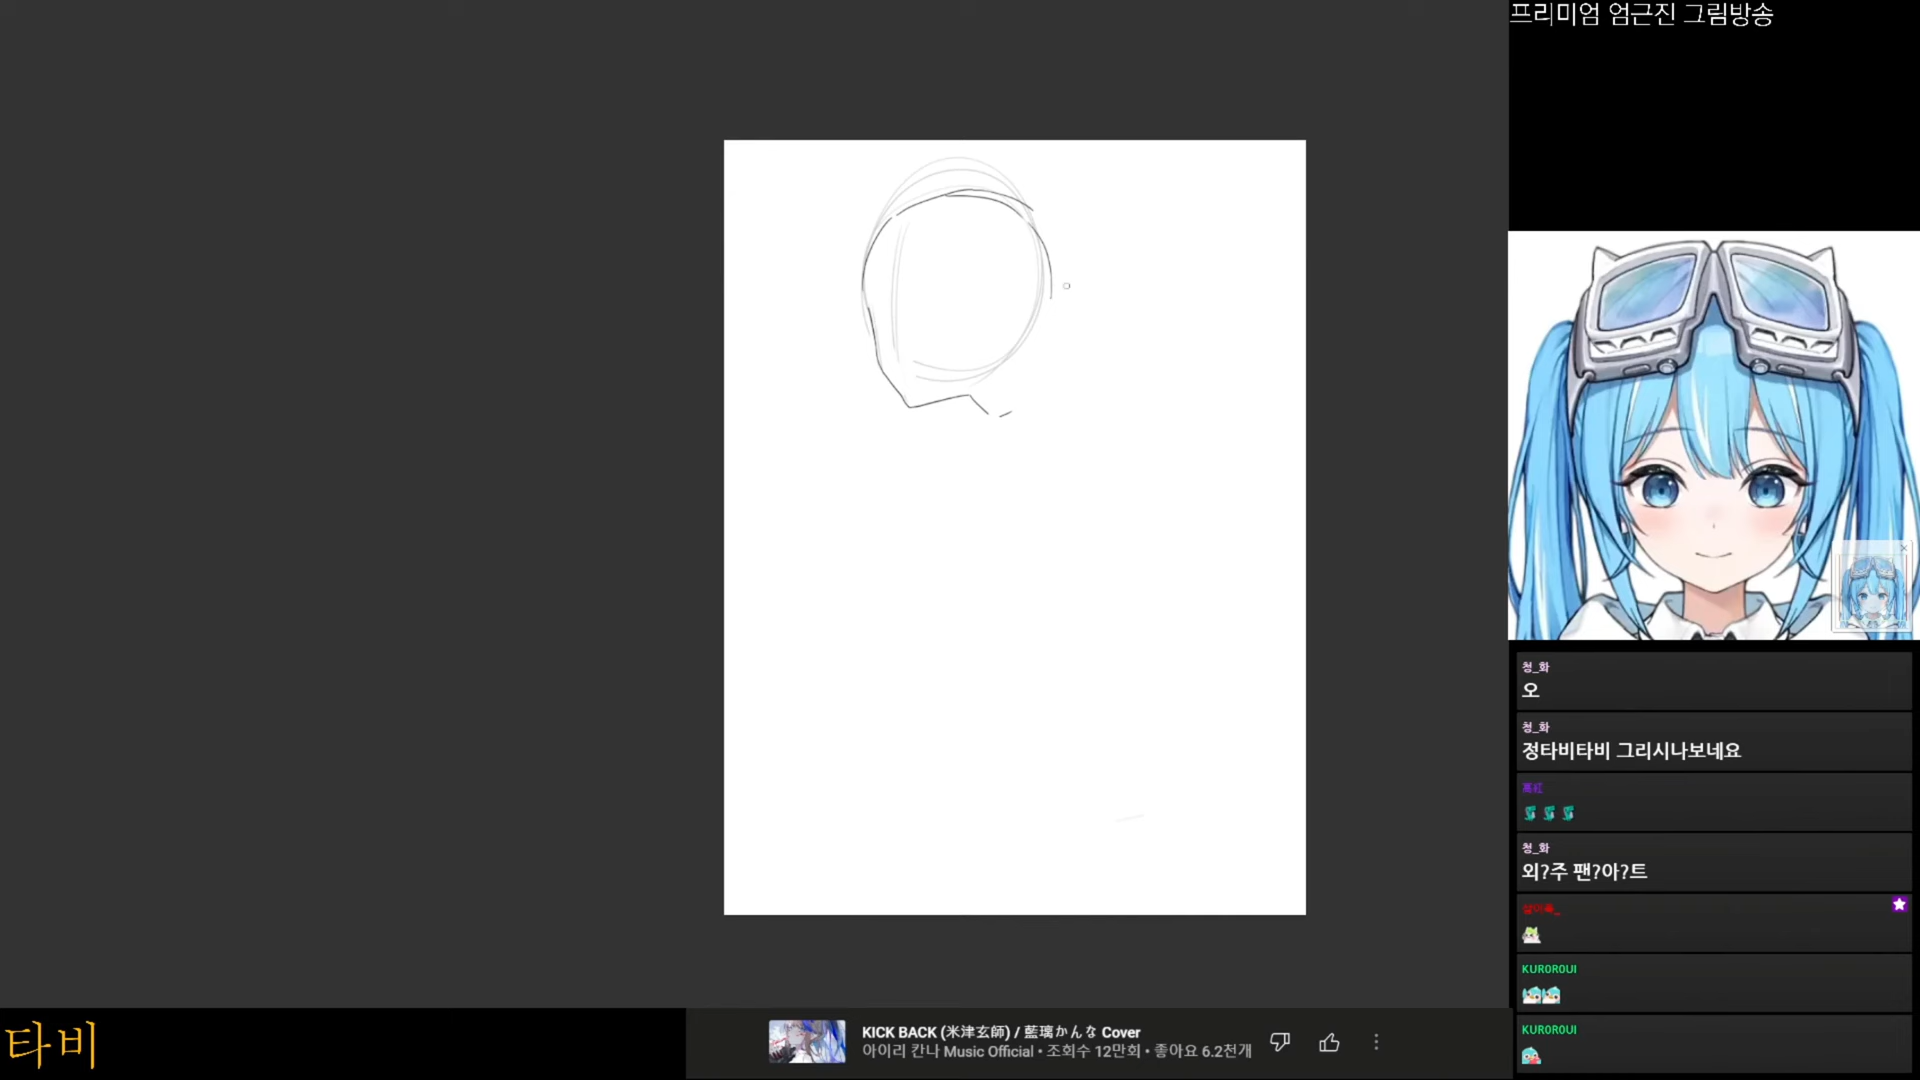 프리미엄 엄근진 그림방송
청_화
오
청_화
정타비타비 그리시나보네요
高紅
청_화
외?주 팬?아?트
KUROROUI
KUROROUI
타비
KICK BACK (米津玄師) / 藍璃かんな Cover
아이리 칸나 Music Official • 조회수 12만회 • 좋아요 6.2천개